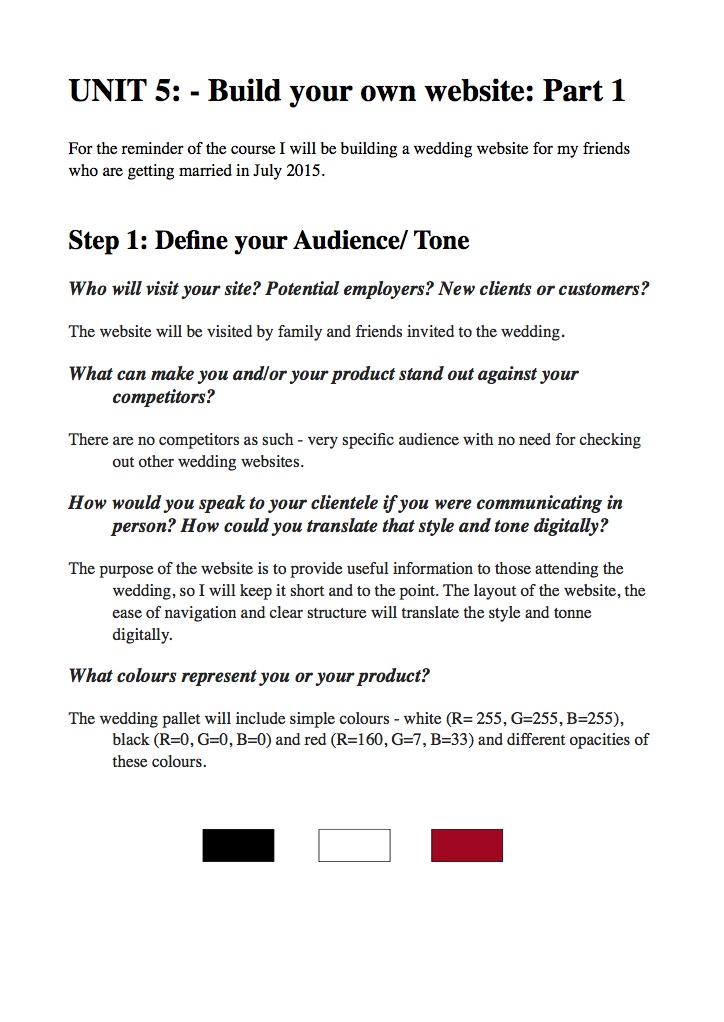 UNIT 5: - Build your own website: Part 1
For the reminder of the course I will be building a wedding website for my friends
who are getting married in July 2015.
Step 1: Define your Audience/ Tone
Who will visit your site? Potential employers? New clients or customers?
The website will be visited by family and friends invited to the wedding.
What can make you and/or your product stand out against your
competitors?
There are no competitors as such - very specific audience with no need for checking
out other wedding websites.
How would you speak to your clientele if you were communicating in
person? How could you translate that style and tone digitally?
The purpose of the website is to provide useful information to those attending the
wedding, so I will keep it short and to the point. The layout of the website, the
ease of navigation and clear structure will translate the style and tonne
digitally.
What colours represent you or your product?
The wedding pallet will include simple colours - white (R= 255, G=255, B=255),
black (R=0, G=0, B=0) and red (R=160, G=7, B=33) and different opacities of
these colours.